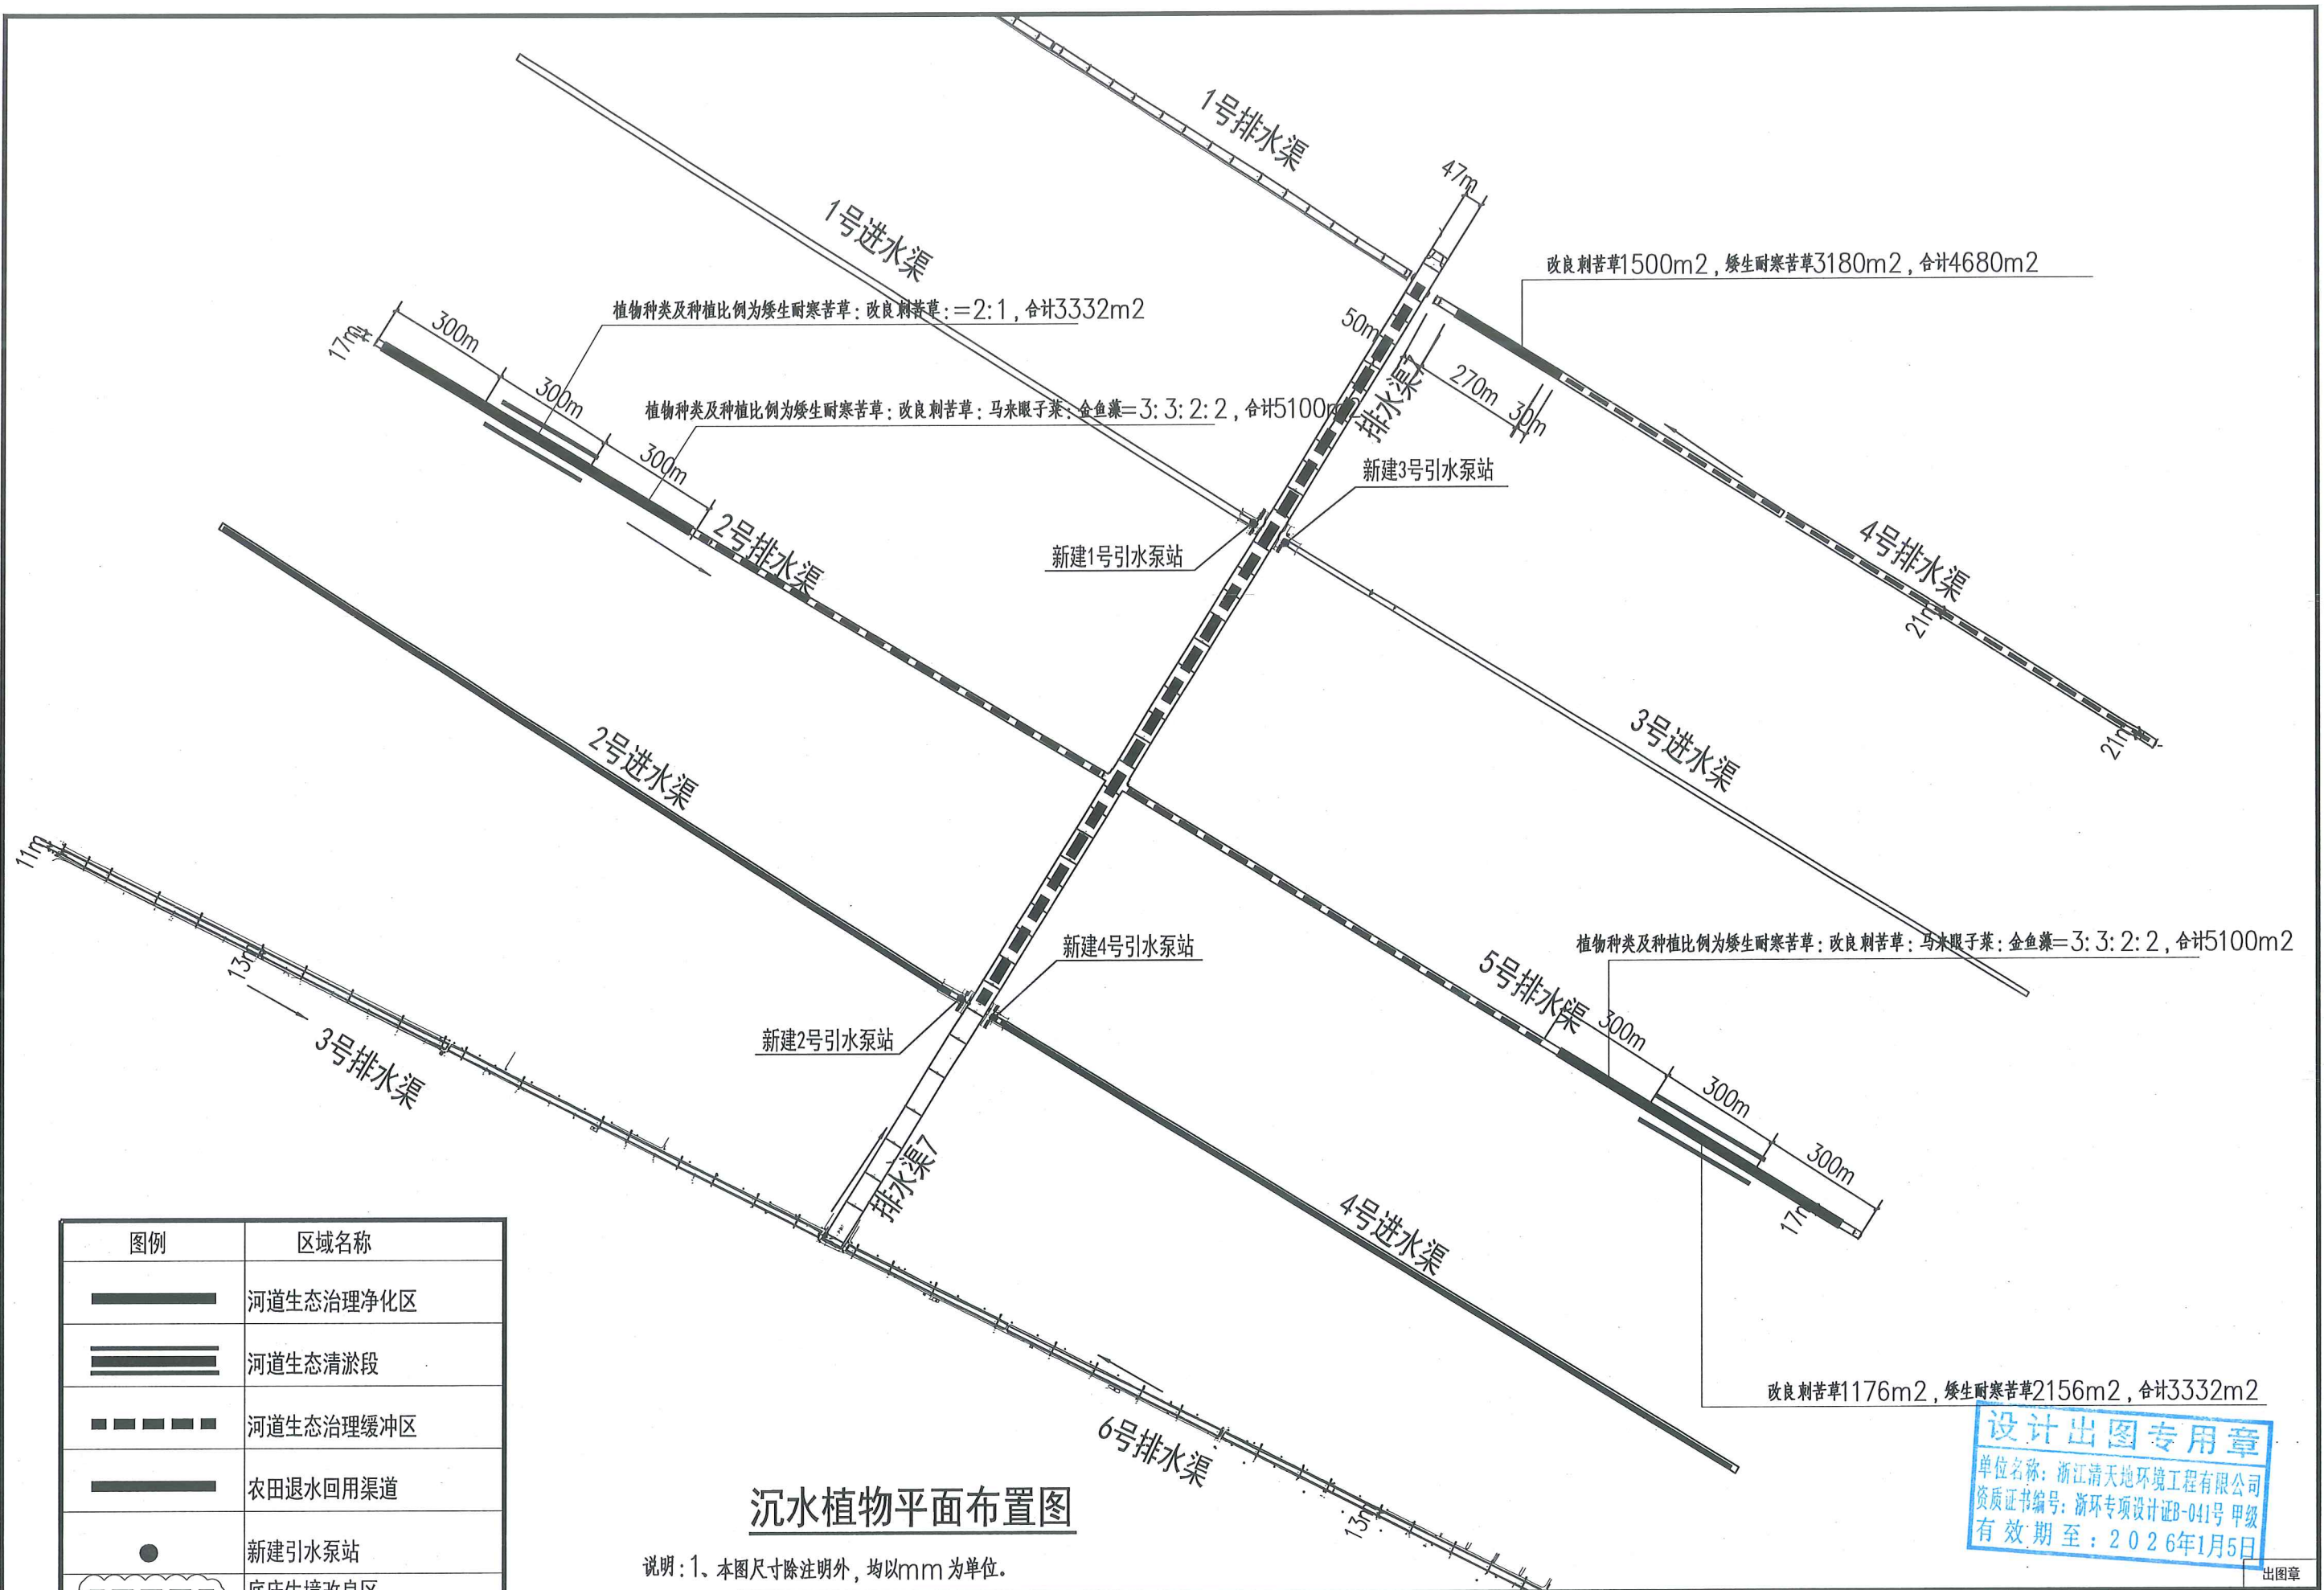 1号排水渠
47m
1号进水渠
改良刺苦草1500m2,矮生耐寒苦草3180m2,合计4680m2
植物种类及种植比例为矮生耐寒苦草:改良刺苦草:=2:1,合计3332m2
17m
300m
50m
排水渠7
270m
30m
300m
植物种类及种植比例为矮生耐寒苦草:改良刺苦草:马来眼子菜:金鱼藻=3:3:2:2,合计5100m2
300m
新建3号引水泵站
2号排水渠
新建1号引水泵站
4号排水渠
21m
21m
3号进水渠
2号进水渠
11m
13m
3号排水渠
新建4号引水泵站
新建2号引水泵站
植物种类及种植比例为矮生耐寒苦草:改良刺苦草:马来眼子菜:金鱼藻=3:3:2:2,合计5100m2
5号排水渠
300m
300m
300m
17m
排水渠7
4号进水渠
改良刺苦草1176m2,矮生耐寒苦草2156m2,合计3332m2
6号排水渠
13m
图例 区域名称
河道生态治理净化区
河道生态清淤段
河道生态治理缓冲区
农田退水回用渠道
新建引水泵站
沉水植物平面布置图
说明:1、本图尺寸除注明外,均以mm为单位。
设计出图专用章
单位名称:浙江清天地环境工程有限公司
资质证书编号:浙环专项设计证B-041号 甲级
有效期至:2026年1月5日
出图章